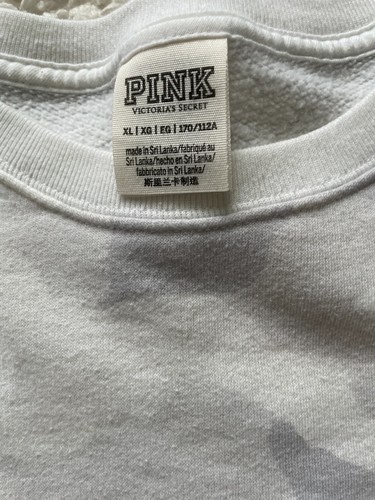 PINK
VICTORIA'S SECRET
XL | XG | EG | 170/112A
made In Sri Lanka/fabriqué au
Sri Lanka/hecho en Sri Lanka/
fabbricato In Sri Lanka/
斯里兰卡制造